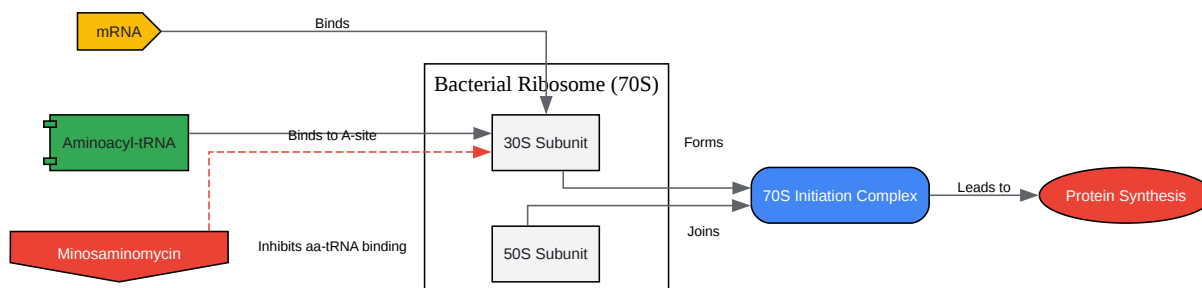 mRNA
Binds
Bacterial Ribosome (70S)
Aminoacyl-tRNA
Binds to A-site
30S Subunit
Forms
70S Initiation Complex
Leads to
Protein Synthesis
Joins
Minosaminomycin
Inhibits aa-tRNA binding
50S Subunit